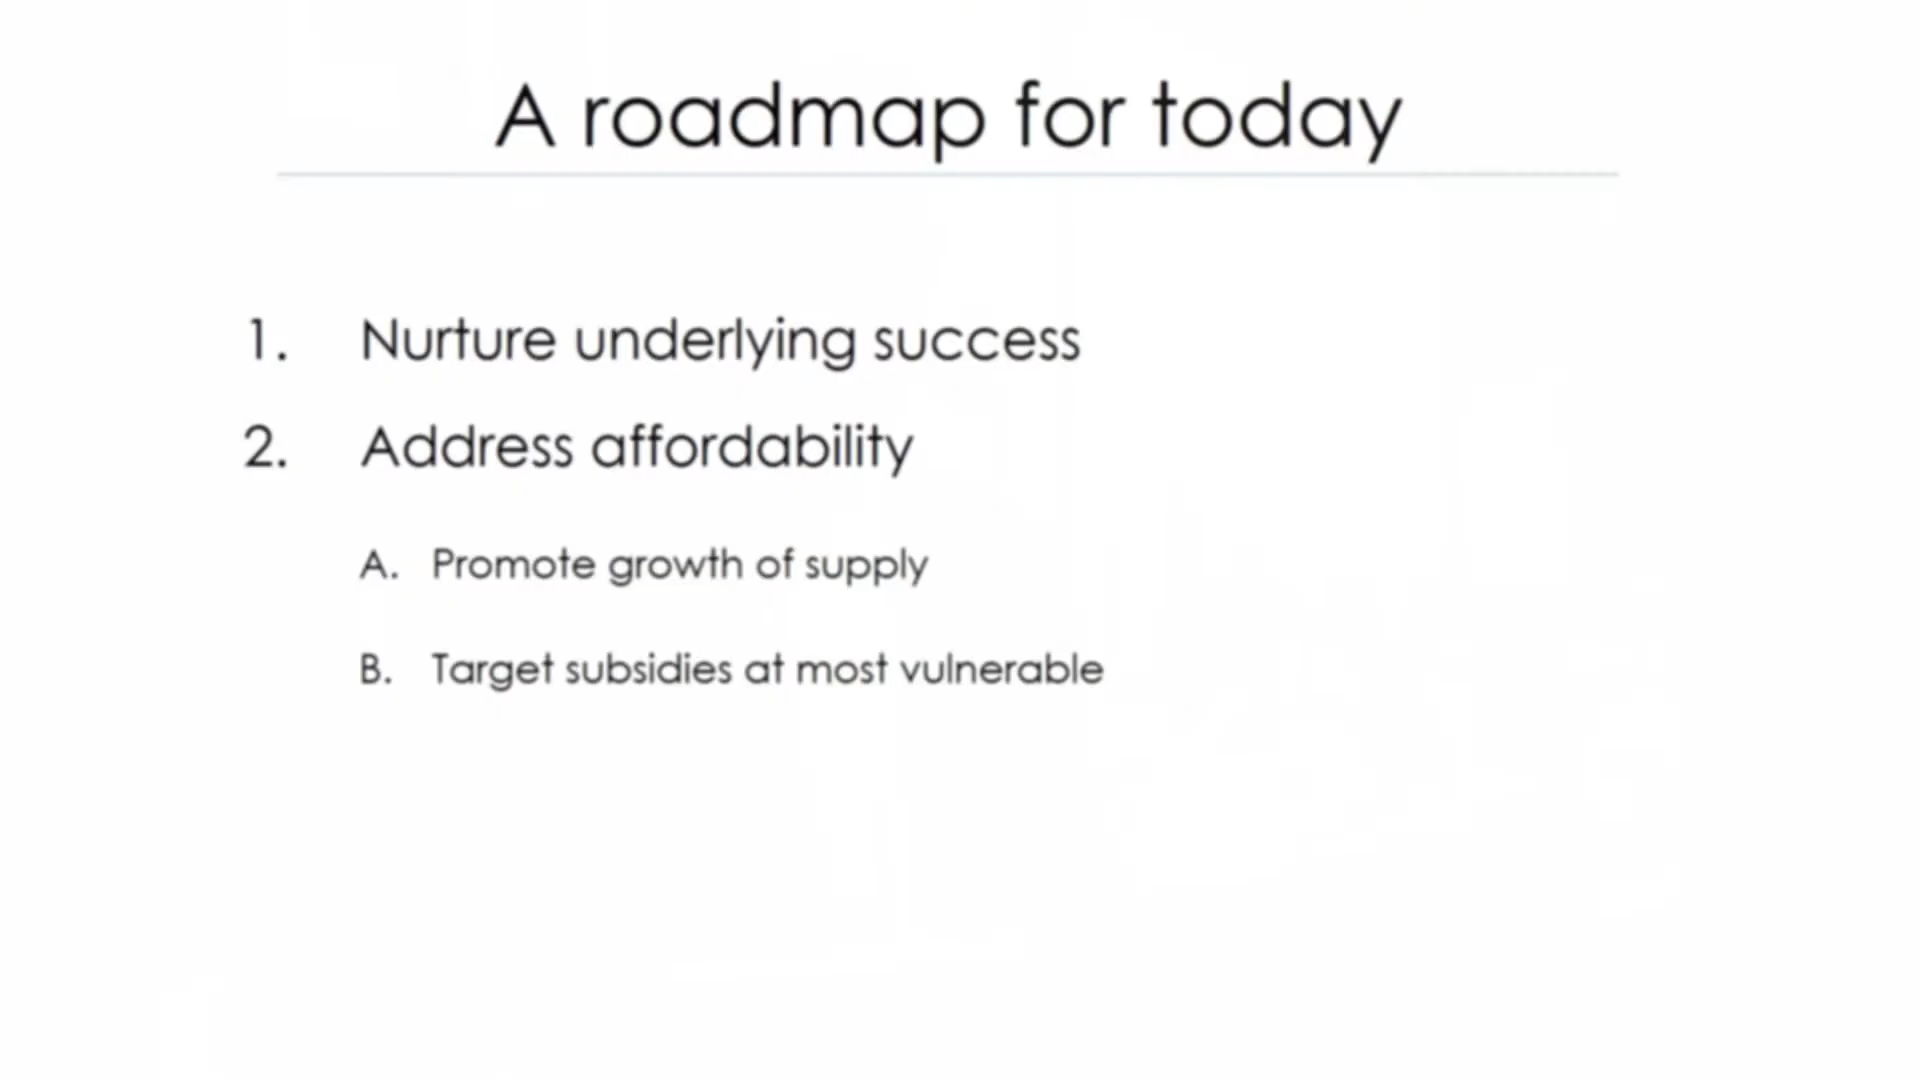 A roadmap for today
1. Nurture underlying success
2. Address affordability
A. Promote growth of supply
B. Target subsidies at most vulnerable